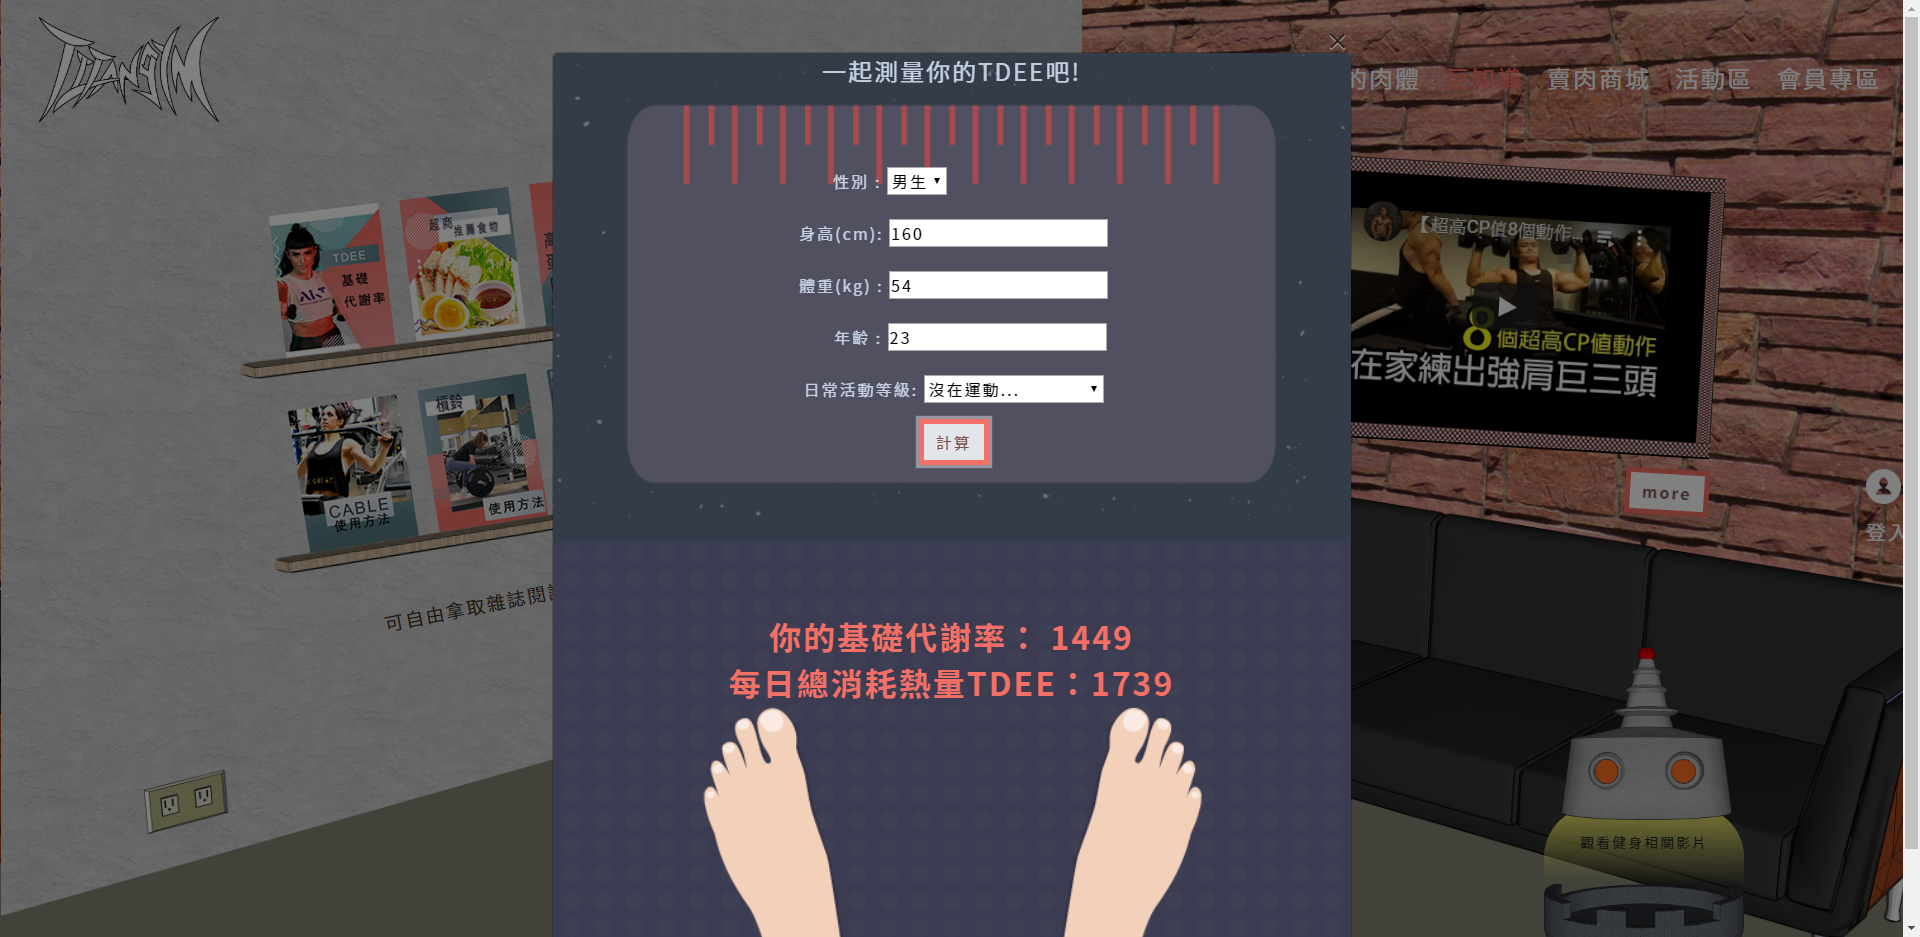 一起測量你的TDEE吧!
的肉體
賣肉商城
活動區
會員專區
性別 : 男生
身高(cm): 160
體重(kg) : 54
年齡 : 23
日常活動等級: 沒在運動...
計算
你的基礎代謝率： 1449
每日總消耗熱量TDEE：1739
TDEE
基礎
代謝率
超商
推薦食物
CABLE
使用方法
槓鈴
使用方法
可自由拿取雜誌閱
【超高CP值8個動作...
8個超高CP值動作
在家練出強肩巨三頭
more
登入
觀看健身相關影片